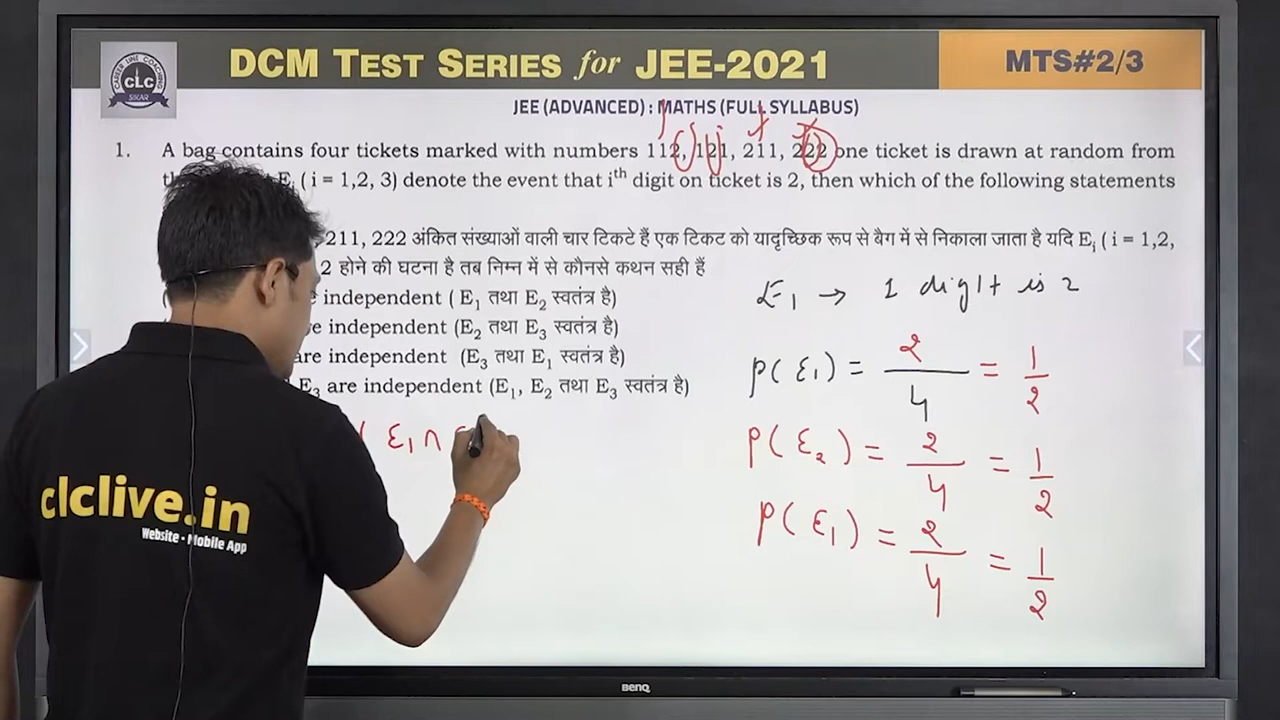 DCM TEST SERIES for JEE-2021
MTS#2/3
CAREER LINE COACHING
CLC
SIKAR
JEE (ADVANCED) : MATHS (FULL SYLLABUS)
1. A bag contains four tickets marked with numbers 112, 121, 211, 222 one ticket is drawn at random from
E_i ( i = 1,2, 3) denote the event that i^th digit on ticket is 2, then which of the following statements
, 211, 222 अंकित संख्याओं वाली चार टिकटे हैं एक टिकट को यादृच्छिक रूप से बैग में से निकाला जाता है यदि E_i ( i = 1,2,
2 होने की घटना है तब निम्न में से कौनसे कथन सही हैं
independent ( E₁ तथा E₂ स्वतंत्र है)
independent (E₂ तथा E₃ स्वतंत्र है)
are independent (E₃ तथा E₁ स्वतंत्र है)
E₃ are independent (E₁, E₂ तथा E₃ स्वतंत्र है)
E₁ → 1 digit is 2
P(E₁) = 2/4 = 1/2
P(E₂) = 2/4 = 1/2
P(E₁) = 2/4 = 1/2
E₁ ∩
clclive.in
Website • Mobile App
BENQ